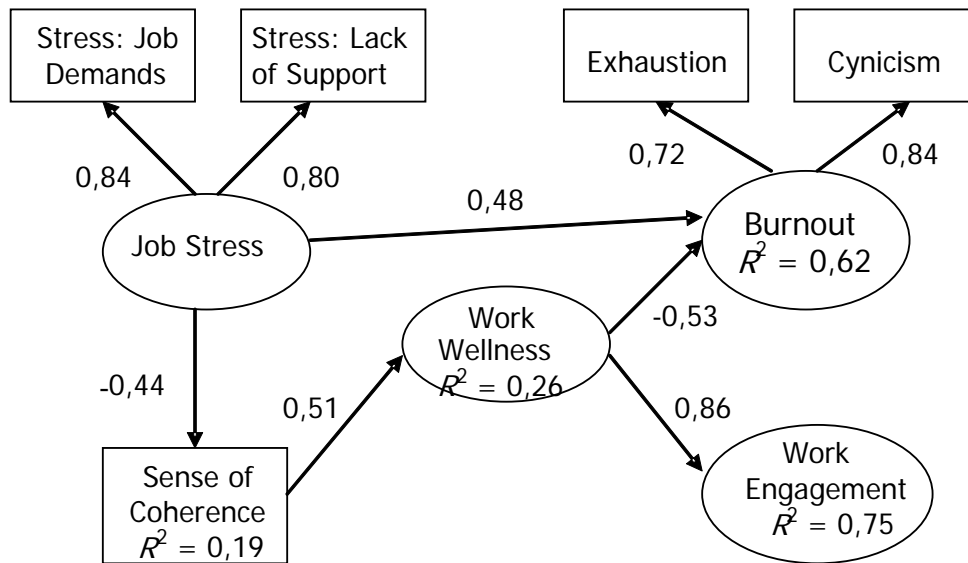 Stress: Job
Demands
Stress: Lack
of Support
Exhaustion
Cynicism
0,84
0,80
0,72
0,84
Job Stress
0,48
Burnout
R² = 0,62
Work
Wellness
R² = 0,26
-0,53
-0,44
0,51
0,86
Sense of
Coherence
R² = 0,19
Work
Engagement
R² = 0,75